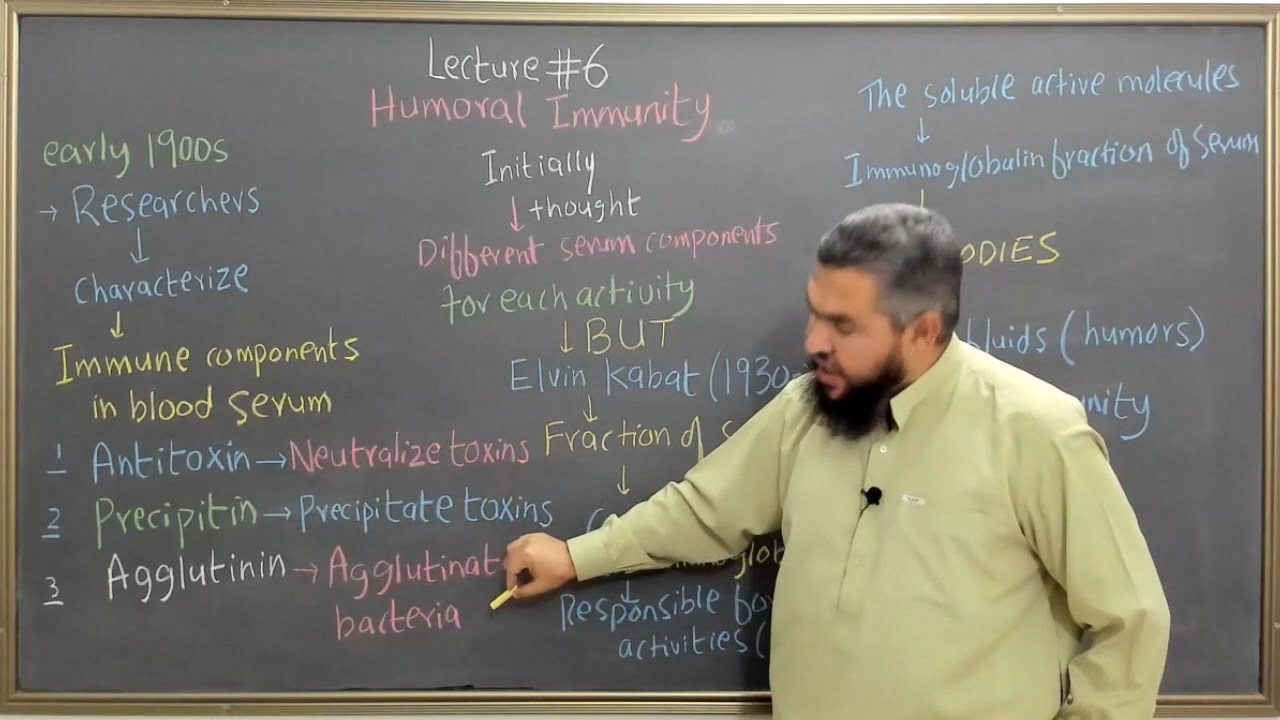 Lecture #6
Humoral Immunity
early 1900s
→ Researchers
↓
Characterize
↓
Immune components
in blood serum
1 Antitoxin → Neutralize toxins
2 Precipitin → Precipitate toxins
3 Agglutinin → Agglutinat
bacteria
Initially
↓ thought
Different serum components
for each activity
↓ BUT
Elvin Kabat (1930
↓
Fraction of
↓
↓
Responsible for
activities (
The soluble active molecules
↓
Immunoglobulin fraction of serum
ODIES
fluids (humors)
nity